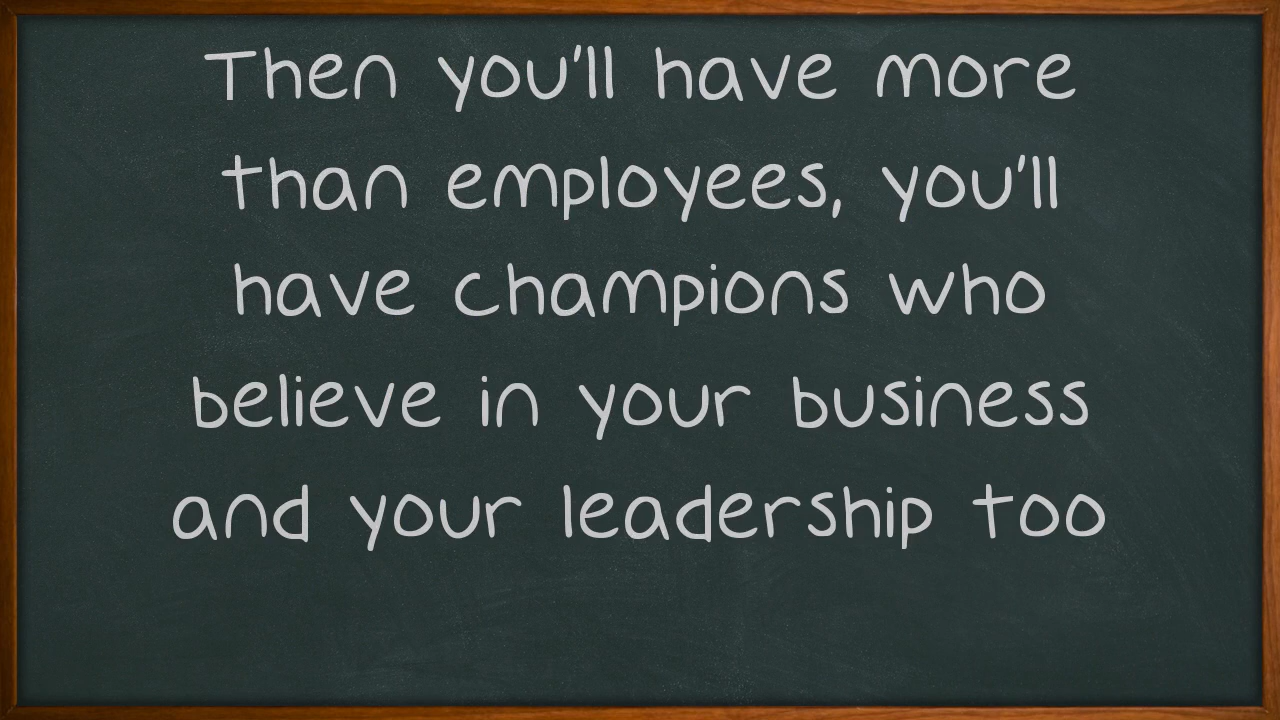 Then you'll have more
than employees, you'll
have champions who
believe in your business
and your leadership too